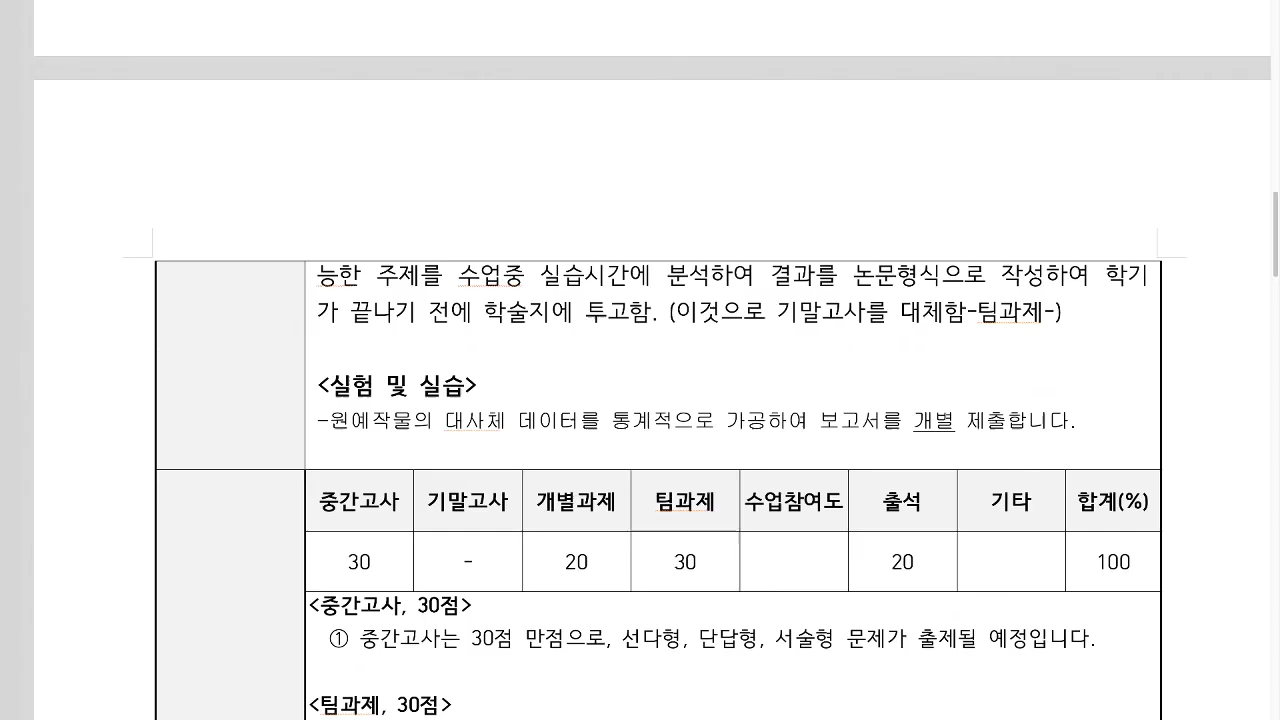 능한 주제를 수업중 실습시간에 분석하여 결과를 논문형식으로 작성하여 학기
가 끝나기 전에 학술지에 투고함. (이것으로 기말고사를 대체함-팀과제-)
<실험 및 실습>
-원예작물의 대사체 데이터를 통계적으로 가공하여 보고서를 개별 제출합니다.
중간고사 기말고사 개별과제 팀과제 수업참여도 출석 기타 합계(%)
30 - 20 30 20 100
<중간고사, 30점>
① 중간고사는 30점 만점으로, 선다형, 단답형, 서술형 문제가 출제될 예정입니다.
<팀과제, 30점>